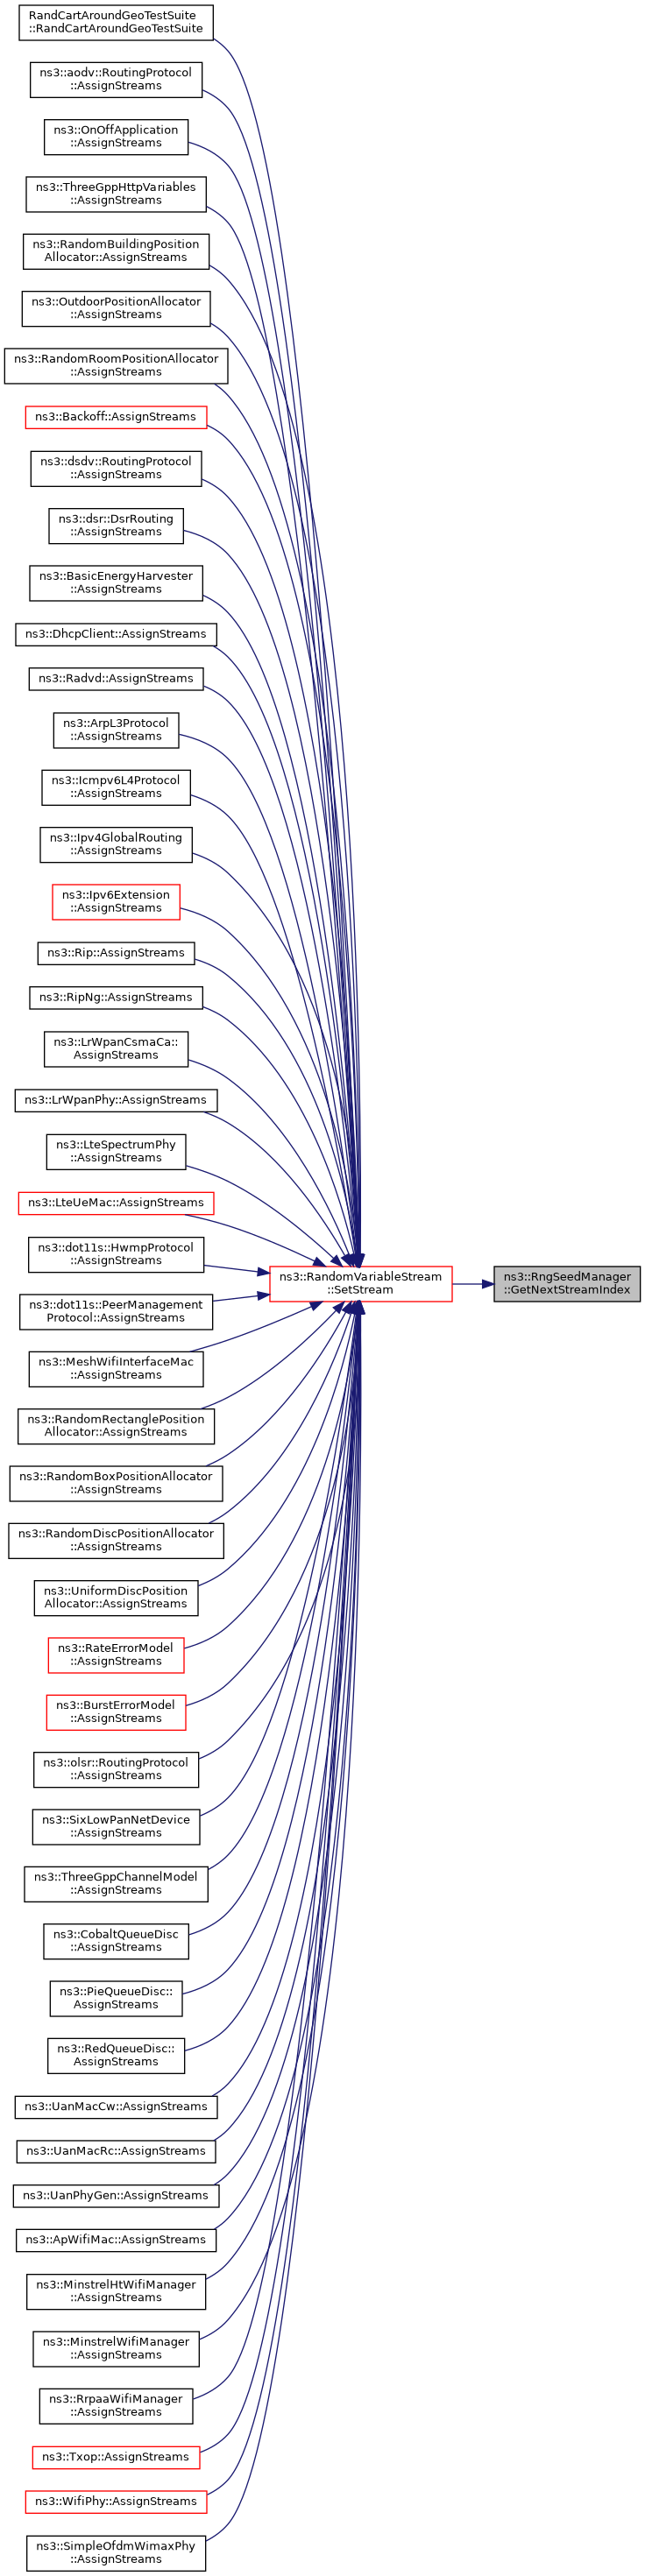 RandCartAroundGeoTestSuite
::RandCartAroundGeoTestSuite
ns3::aodv::RoutingProtocol
::AssignStreams
ns3::OnOffApplication
::AssignStreams
ns3::ThreeGppHttpVariables
::AssignStreams
ns3::RandomBuildingPosition
Allocator::AssignStreams
ns3::OutdoorPositionAllocator
::AssignStreams
ns3::RandomRoomPositionAllocator
::AssignStreams
ns3::Backoff::AssignStreams
ns3::dsdv::RoutingProtocol
::AssignStreams
ns3::dsr::DsrRouting
::AssignStreams
ns3::BasicEnergyHarvester
::AssignStreams
ns3::DhcpClient::AssignStreams
ns3::Radvd::AssignStreams
ns3::ArpL3Protocol
::AssignStreams
ns3::Icmpv6L4Protocol
::AssignStreams
ns3::Ipv4GlobalRouting
::AssignStreams
ns3::Ipv6Extension
::AssignStreams
ns3::Rip::AssignStreams
ns3::RipNg::AssignStreams
ns3::LrWpanCsmaCa::
AssignStreams
ns3::LrWpanPhy::AssignStreams
ns3::LteSpectrumPhy
::AssignStreams
ns3::LteUeMac::AssignStreams
ns3::dot11s::HwmpProtocol
::AssignStreams
ns3::RandomVariableStream
::SetStream
ns3::RngSeedManager
::GetNextStreamIndex
ns3::dot11s::PeerManagement
Protocol::AssignStreams
ns3::MeshWifiInterfaceMac
::AssignStreams
ns3::RandomRectanglePosition
Allocator::AssignStreams
ns3::RandomBoxPositionAllocator
::AssignStreams
ns3::RandomDiscPositionAllocator
::AssignStreams
ns3::UniformDiscPosition
Allocator::AssignStreams
ns3::RateErrorModel
::AssignStreams
ns3::BurstErrorModel
::AssignStreams
ns3::olsr::RoutingProtocol
::AssignStreams
ns3::SixLowPanNetDevice
::AssignStreams
ns3::ThreeGppChannelModel
::AssignStreams
ns3::CobaltQueueDisc
::AssignStreams
ns3::PieQueueDisc::
AssignStreams
ns3::RedQueueDisc::
AssignStreams
ns3::UanMacCw::AssignStreams
ns3::UanMacRc::AssignStreams
ns3::UanPhyGen::AssignStreams
ns3::ApWifiMac::AssignStreams
ns3::MinstrelHtWifiManager
::AssignStreams
ns3::MinstrelWifiManager
::AssignStreams
ns3::RrpaaWifiManager
::AssignStreams
ns3::Txop::AssignStreams
ns3::WifiPhy::AssignStreams
ns3::SimpleOfdmWimaxPhy
::AssignStreams